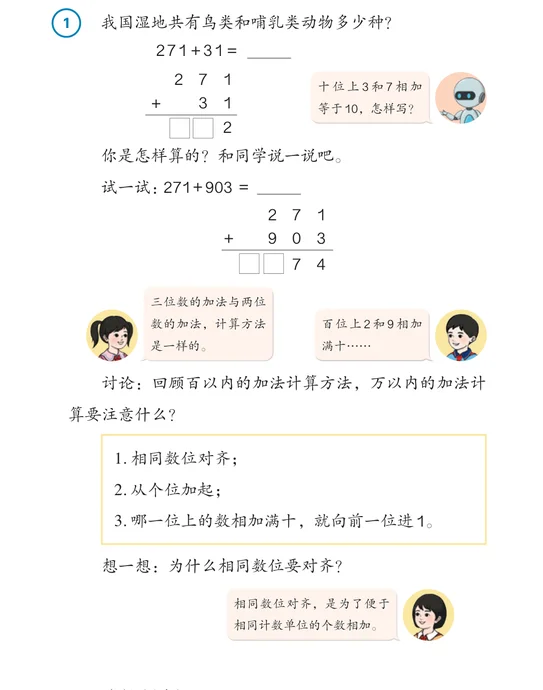 1 我国湿地共有鸟类和哺乳类动物多少种？
271+31=
2 7 1
+ 3 1
2
十位上3和7相加
等于10，怎样写？
你是怎样算的？和同学说一说吧。
试一试：271+903 =
2 7 1
+ 9 0 3
7 4
三位数的加法与两位
数的加法，计算方法
是一样的。
百位上2和9相加
满十……
讨论：回顾百以内的加法计算方法，万以内的加法计
算要注意什么？
1. 相同数位对齐；
2. 从个位加起；
3. 哪一位上的数相加满十，就向前一位进1。
想一想：为什么相同数位要对齐？
相同数位对齐，是为了便于
相同计数单位的个数相加。